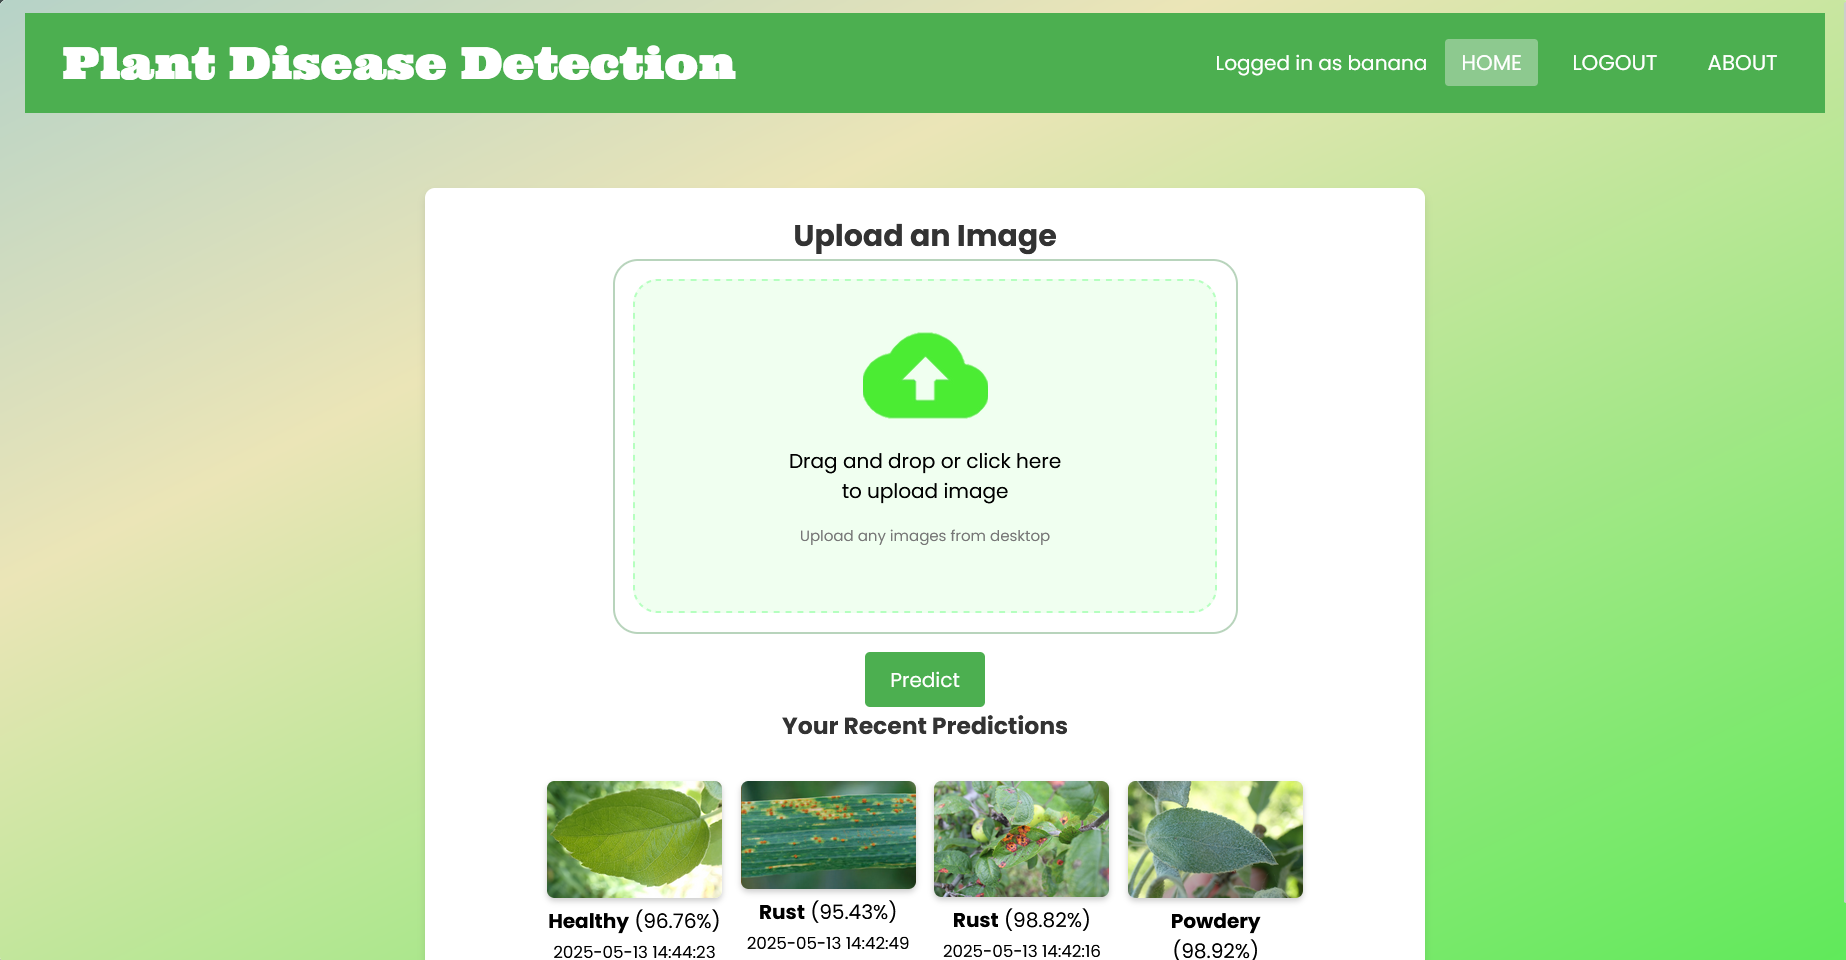 Plant Disease Detection
Logged in as banana
HOME
LOGOUT
ABOUT
Upload an Image
Drag and drop or click here
to upload image
Upload any images from desktop
Predict
Your Recent Predictions
Healthy (96.76%)
2025-05-13 14:44:23
Rust (95.43%)
2025-05-13 14:42:49
Rust (98.82%)
2025-05-13 14:42:16
Powdery
(98.92%)